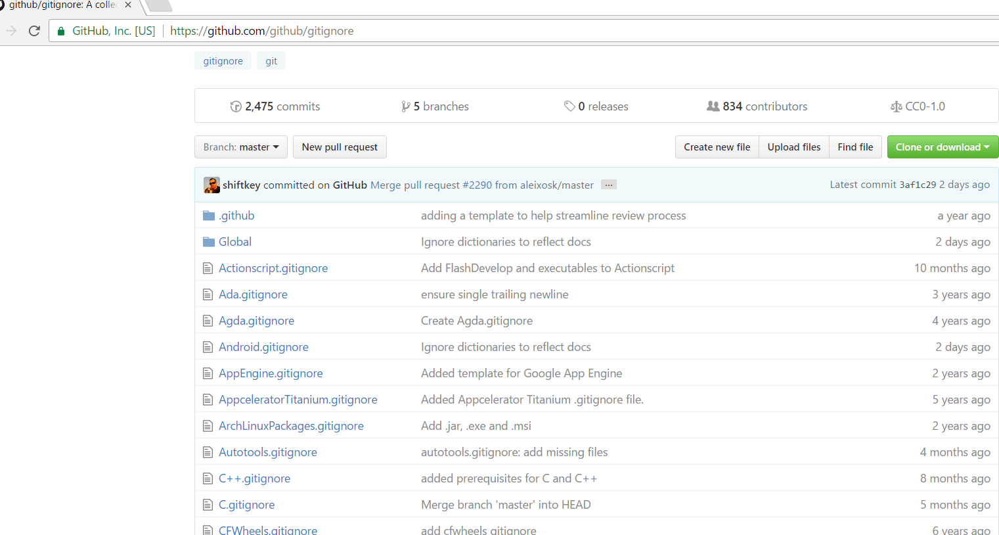 github/gitignore: A colle
GitHub, Inc. [US] https://github.com/github/gitignore
gitignore git
2,475 commits 5 branches 0 releases 834 contributors CC0-1.0
Branch: master New pull request Create new file Upload files Find file Clone or download
shiftkey committed on GitHub Merge pull request #2290 from aleixosk/master ... Latest commit 3af1c29 2 days ago
.github adding a template to help streamline review process a year ago
Global Ignore dictionaries to reflect docs 2 days ago
Actionscript.gitignore Add FlashDevelop and executables to Actionscript 10 months ago
Ada.gitignore ensure single trailing newline 3 years ago
Agda.gitignore Create Agda.gitignore 4 years ago
Android.gitignore Ignore dictionaries to reflect docs 2 days ago
AppEngine.gitignore Added template for Google App Engine 2 years ago
AppceleratorTitanium.gitignore Added Appcelerator Titanium .gitignore file. 5 years ago
ArchLinuxPackages.gitignore Add .jar, .exe and .msi 2 years ago
Autotools.gitignore autotools.gitignore: add missing files 4 months ago
C++.gitignore added prerequisites for C and C++ 8 months ago
C.gitignore Merge branch 'master' into HEAD 5 months ago
CFWheels.gitignore add cfwheels gitignore 6 years ago